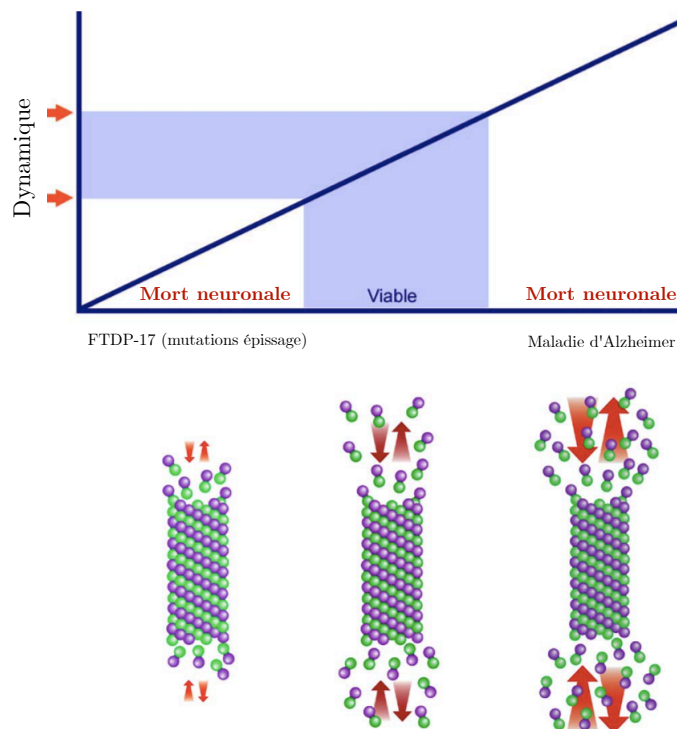 Dynamique
Mort neuronale
Viable
Mort neuronale
FTDP-17 (mutations épissage)
Maladie d'Alzheimer